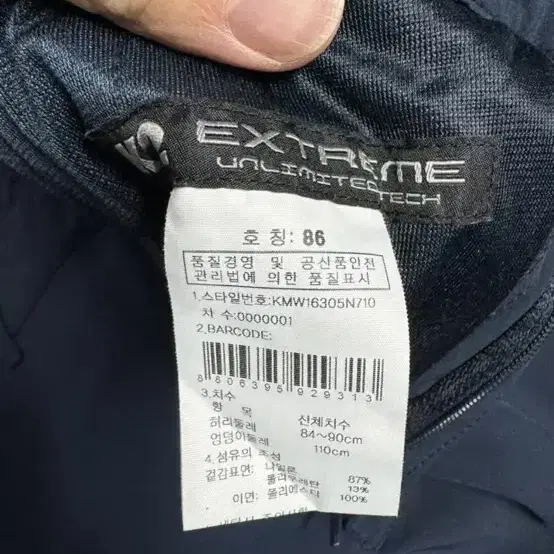 K2 EXTREME
UNLIMITED TECH
호 칭: 86
품질경영 및 공산품안전
관리법에 의한 품질표시
1.스타일번호:KMW16305N710
차 수:0000001
2.BARCODE:
8806395929313
3.치수
항 목 신체치수
허리둘레 84~90cm
엉덩이둘레 110cm
4.섬유의 조성
겉감표면: 나일론 87%
폴리우레탄 13%
이면: 폴리에스터 100%